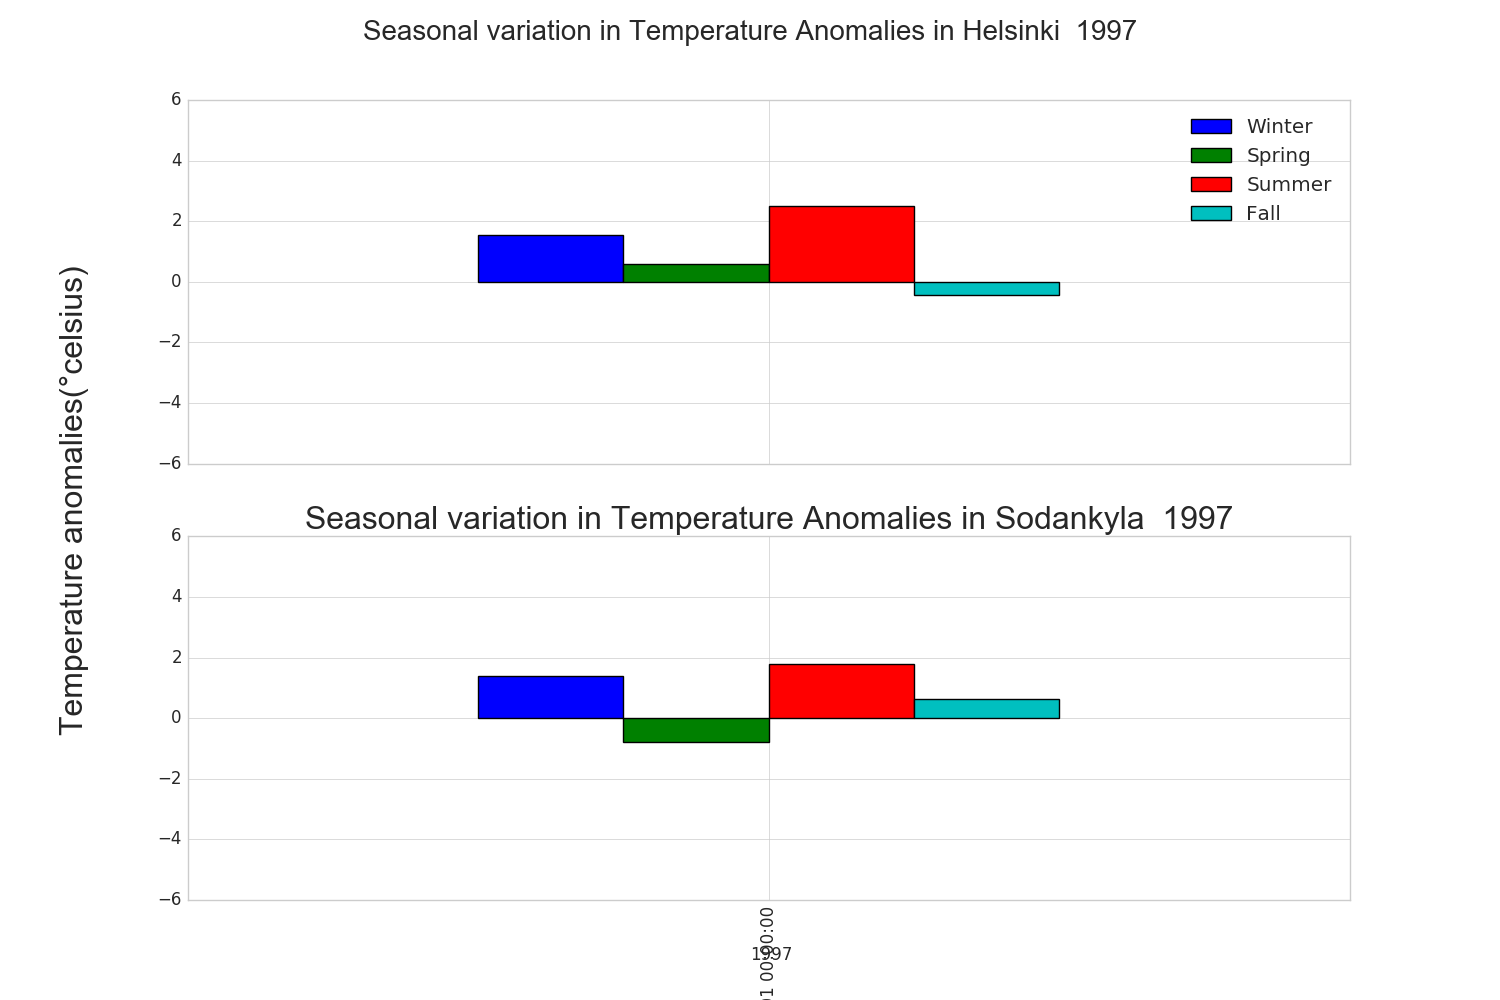 Seasonal variation in Temperature Anomalies in Helsinki  1997
6
4
2
0
−2
−4
−6
Winter
Spring
Summer
Fall
Temperature anomalies(°celsius)
Seasonal variation in Temperature Anomalies in Sodankyla  1997
6
4
2
0
−2
−4
−6
1997